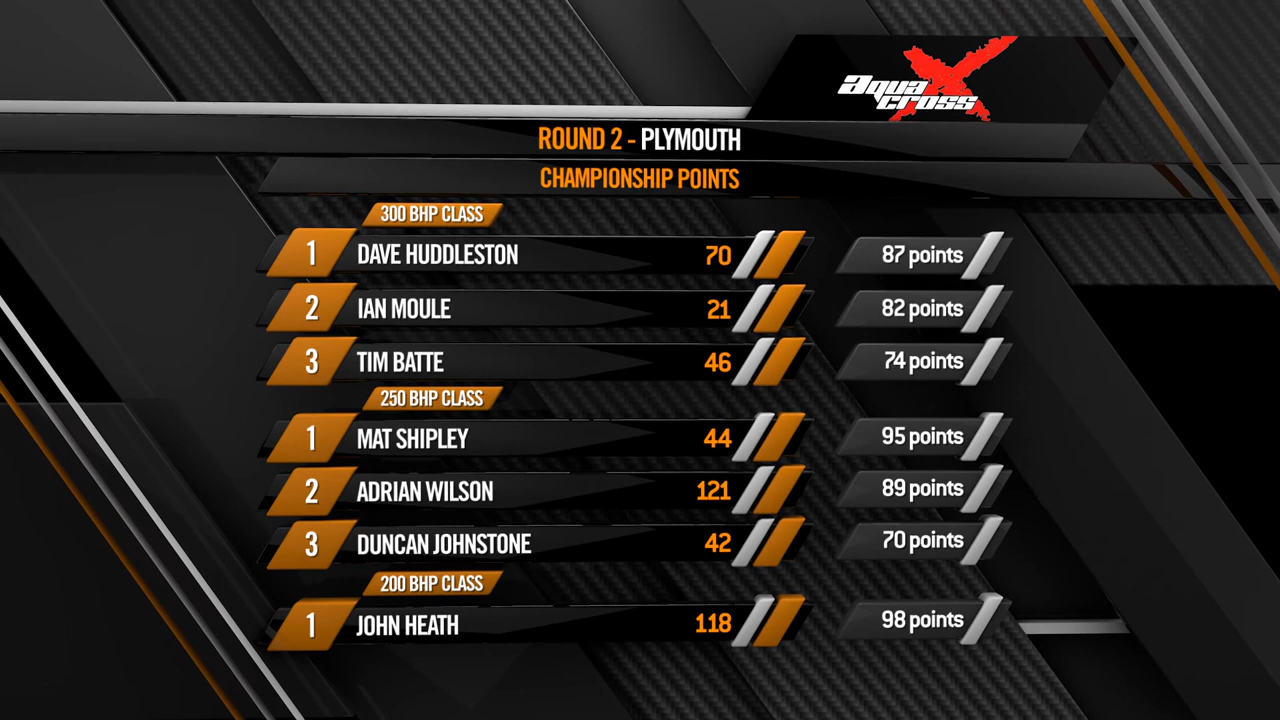 aqua
cross
ROUND 2 - PLYMOUTH
CHAMPIONSHIP POINTS
300 BHP CLASS
1 DAVE HUDDLESTON 70 87 points
2 IAN MOULE 21 82 points
3 TIM BATTE 46 74 points
250 BHP CLASS
1 MAT SHIPLEY 44 95 points
2 ADRIAN WILSON 121 89 points
3 DUNCAN JOHNSTONE 42 70 points
200 BHP CLASS
1 JOHN HEATH 118 98 points